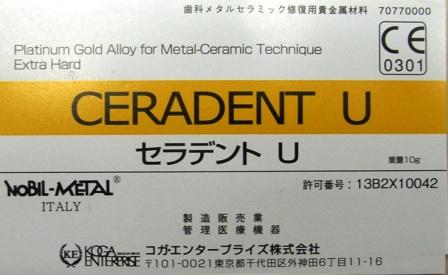 歯科メタルセラミック修復用貴金属材料 70770000
Platinum Gold Alloy for Metal-Ceramic Technique
Extra Hard
CE
0301
CERADENT U
セラデント U
重量10g
NOBIL-METAL®
ITALY
許可番号：13B2X10042
製造販売業
管理医療機器
KE KOGA ENTERPRISE
コガエンタープライズ株式会社
〒101-0021東京都千代田区外神田6丁目11-16